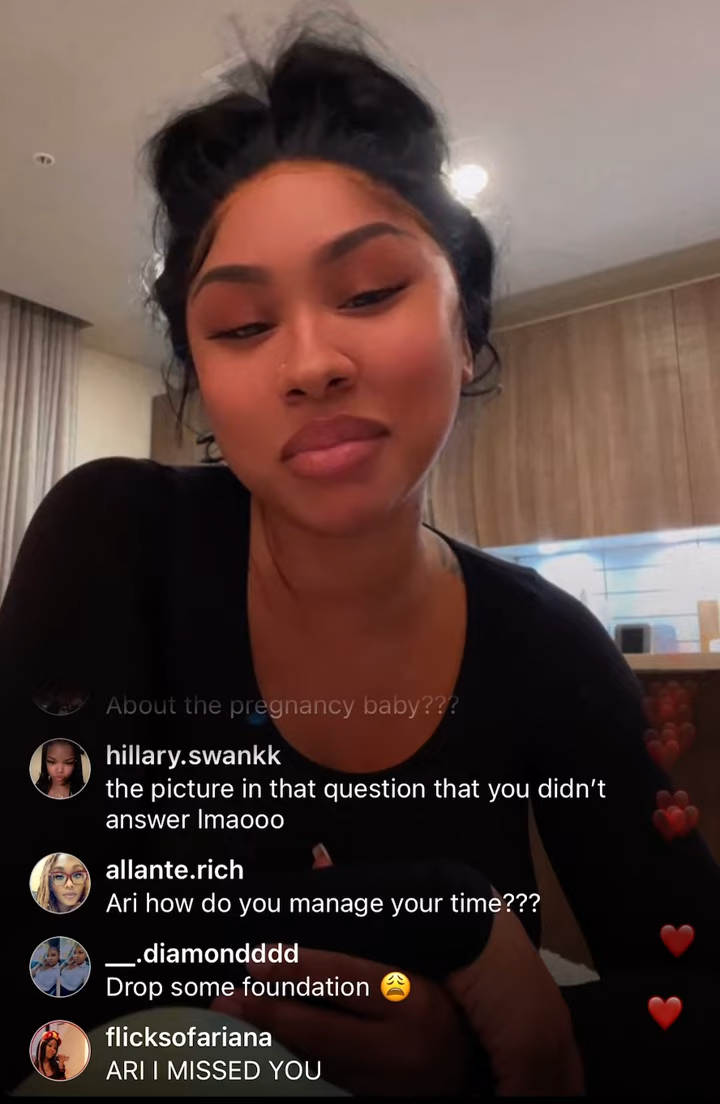 About the pregnancy baby???
hillary.swankk
the picture in that question that you didn’t
answer lmaooo
allante.rich
Ari how do you manage your time???
__.diamondddd
Drop some foundation 😩
flicksofariana
ARI I MISSED YOU